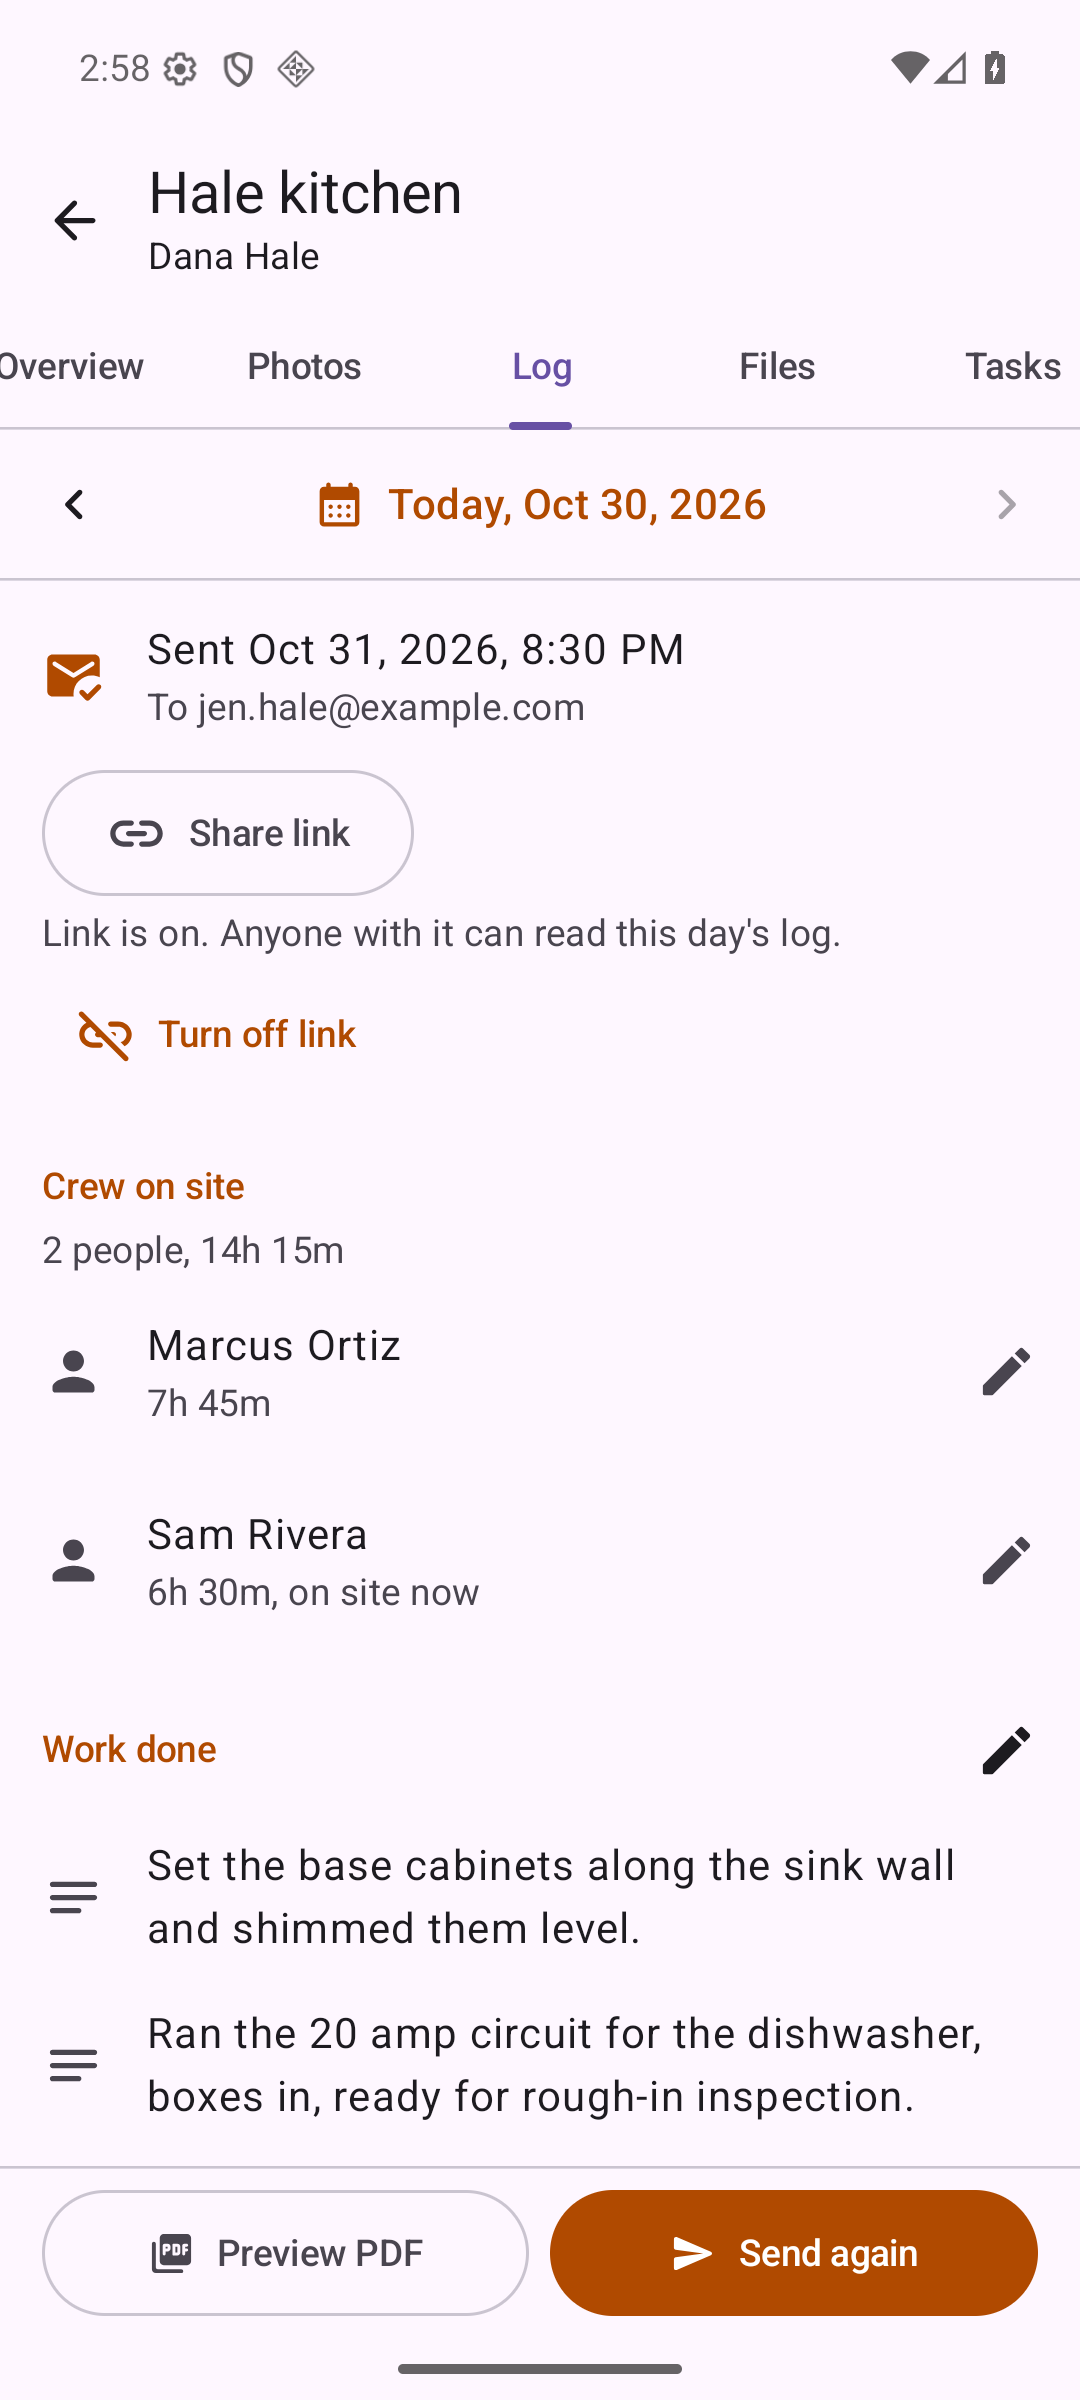 2:58
Hale kitchen
Dana Hale
Overview Photos Log Files Tasks
Today, Oct 30, 2026
Sent Oct 31, 2026, 8:30 PM
To jen.hale@example.com
Share link
Link is on. Anyone with it can read this day's log.
Turn off link
Crew on site
2 people, 14h 15m
Marcus Ortiz
7h 45m
Sam Rivera
6h 30m, on site now
Work done
Set the base cabinets along the sink wall
and shimmed them level.
Ran the 20 amp circuit for the dishwasher,
boxes in, ready for rough-in inspection.
PDF Preview PDF
Send again